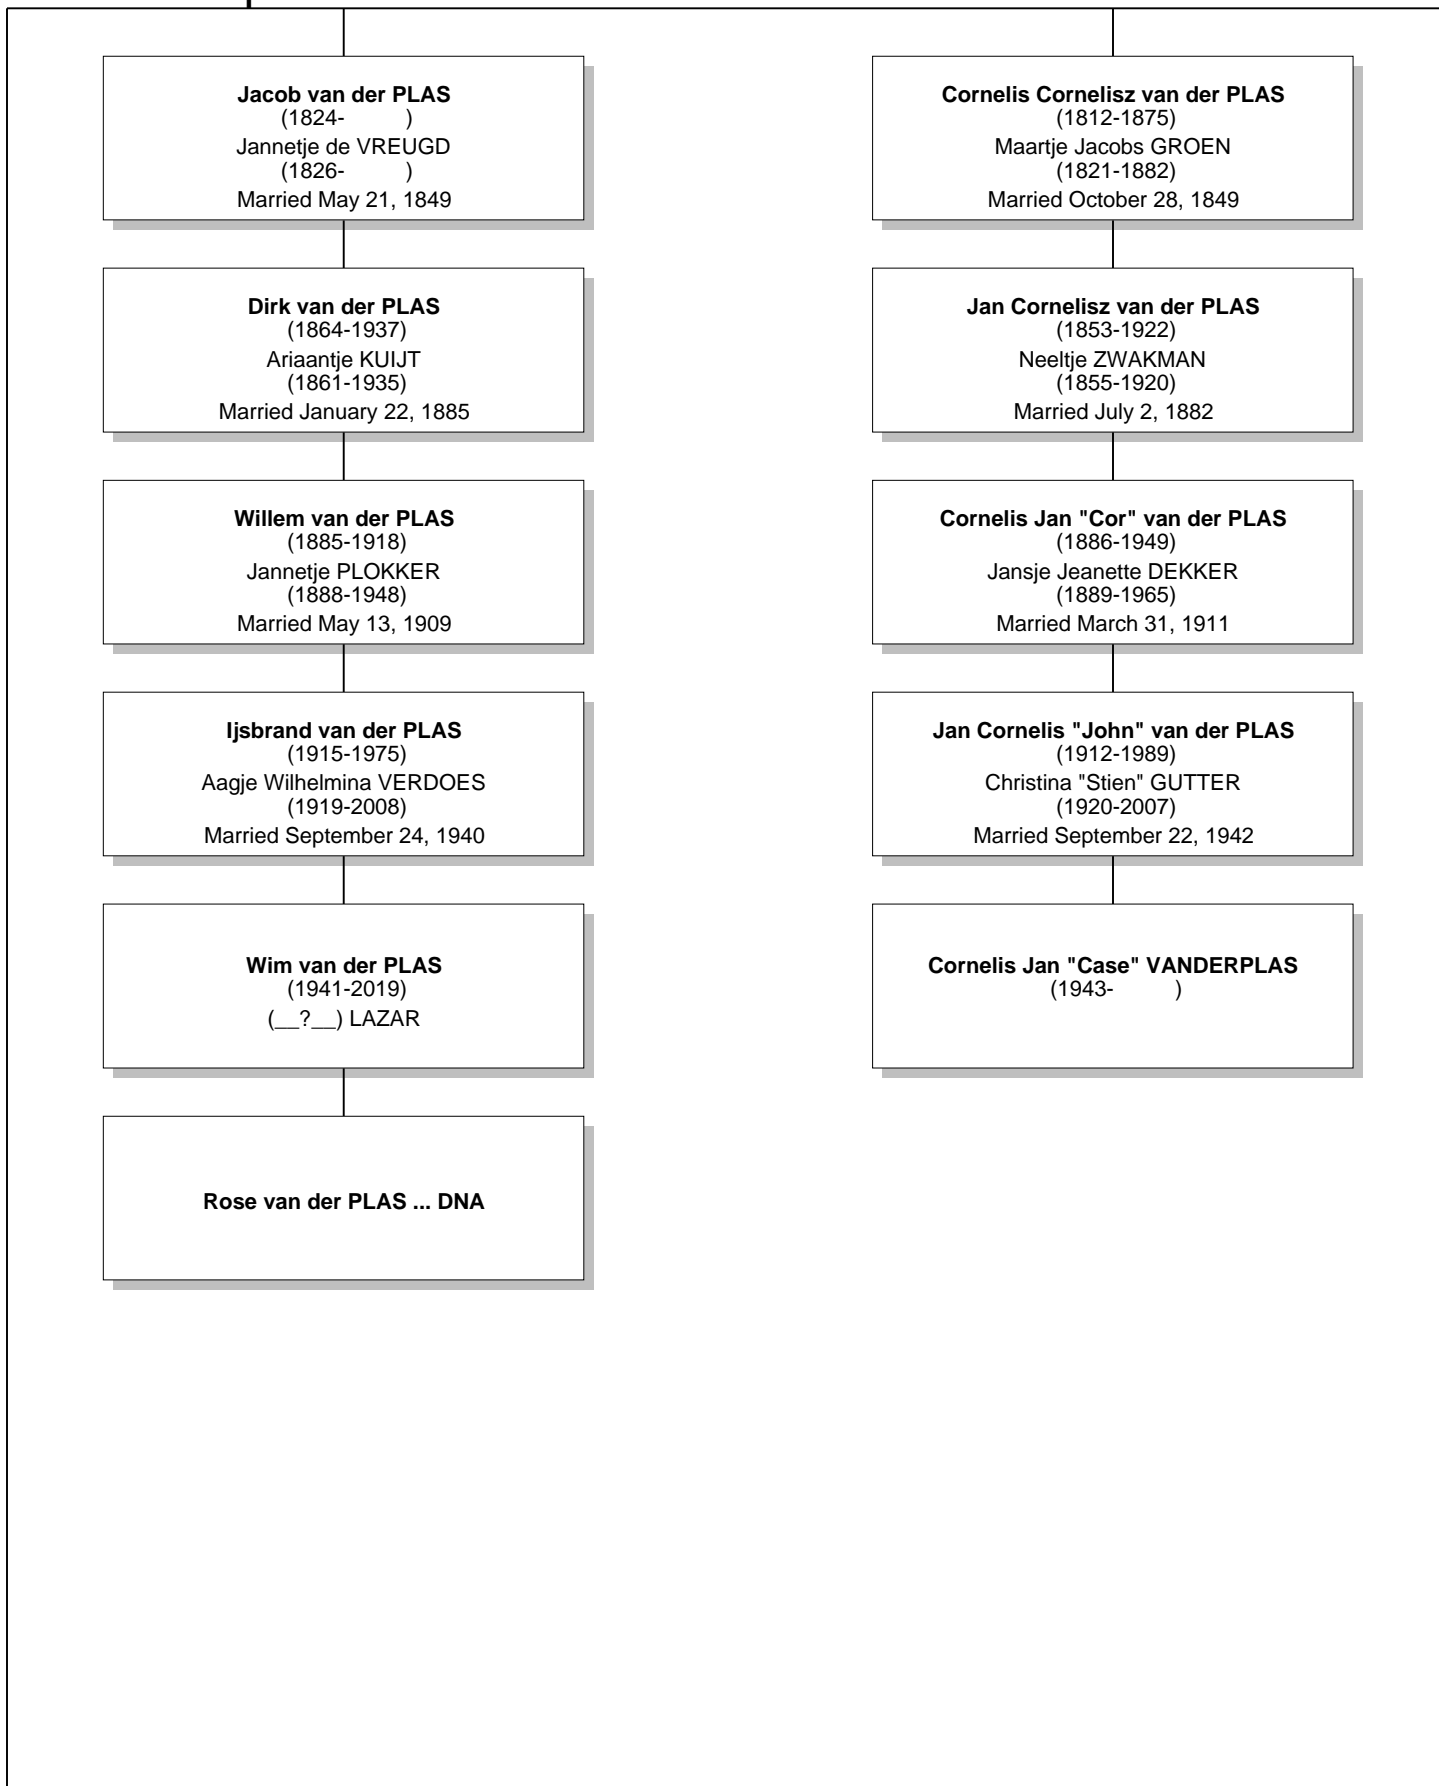 Jacob van der PLAS
(1824-          )
Jannetje de VREUGD
(1826-          )
Married May 21, 1849
Dirk van der PLAS
(1864-1937)
Ariaantje KUIJT
(1861-1935)
Married January 22, 1885
Willem van der PLAS
(1885-1918)
Jannetje PLOKKER
(1888-1948)
Married May 13, 1909
Ijsbrand van der PLAS
(1915-1975)
Aagje Wilhelmina VERDOES
(1919-2008)
Married September 24, 1940
Wim van der PLAS
(1941-2019)
(__?__) LAZAR
Rose van der PLAS ... DNA
Cornelis Cornelisz van der PLAS
(1812-1875)
Maartje Jacobs GROEN
(1821-1882)
Married October 28, 1849
Jan Cornelisz van der PLAS
(1853-1922)
Neeltje ZWAKMAN
(1855-1920)
Married July 2, 1882
Cornelis Jan "Cor" van der PLAS
(1886-1949)
Jansje Jeanette DEKKER
(1889-1965)
Married March 31, 1911
Jan Cornelis "John" van der PLAS
(1912-1989)
Christina "Stien" GUTTER
(1920-2007)
Married September 22, 1942
Cornelis Jan "Case" VANDERPLAS
(1943-          )